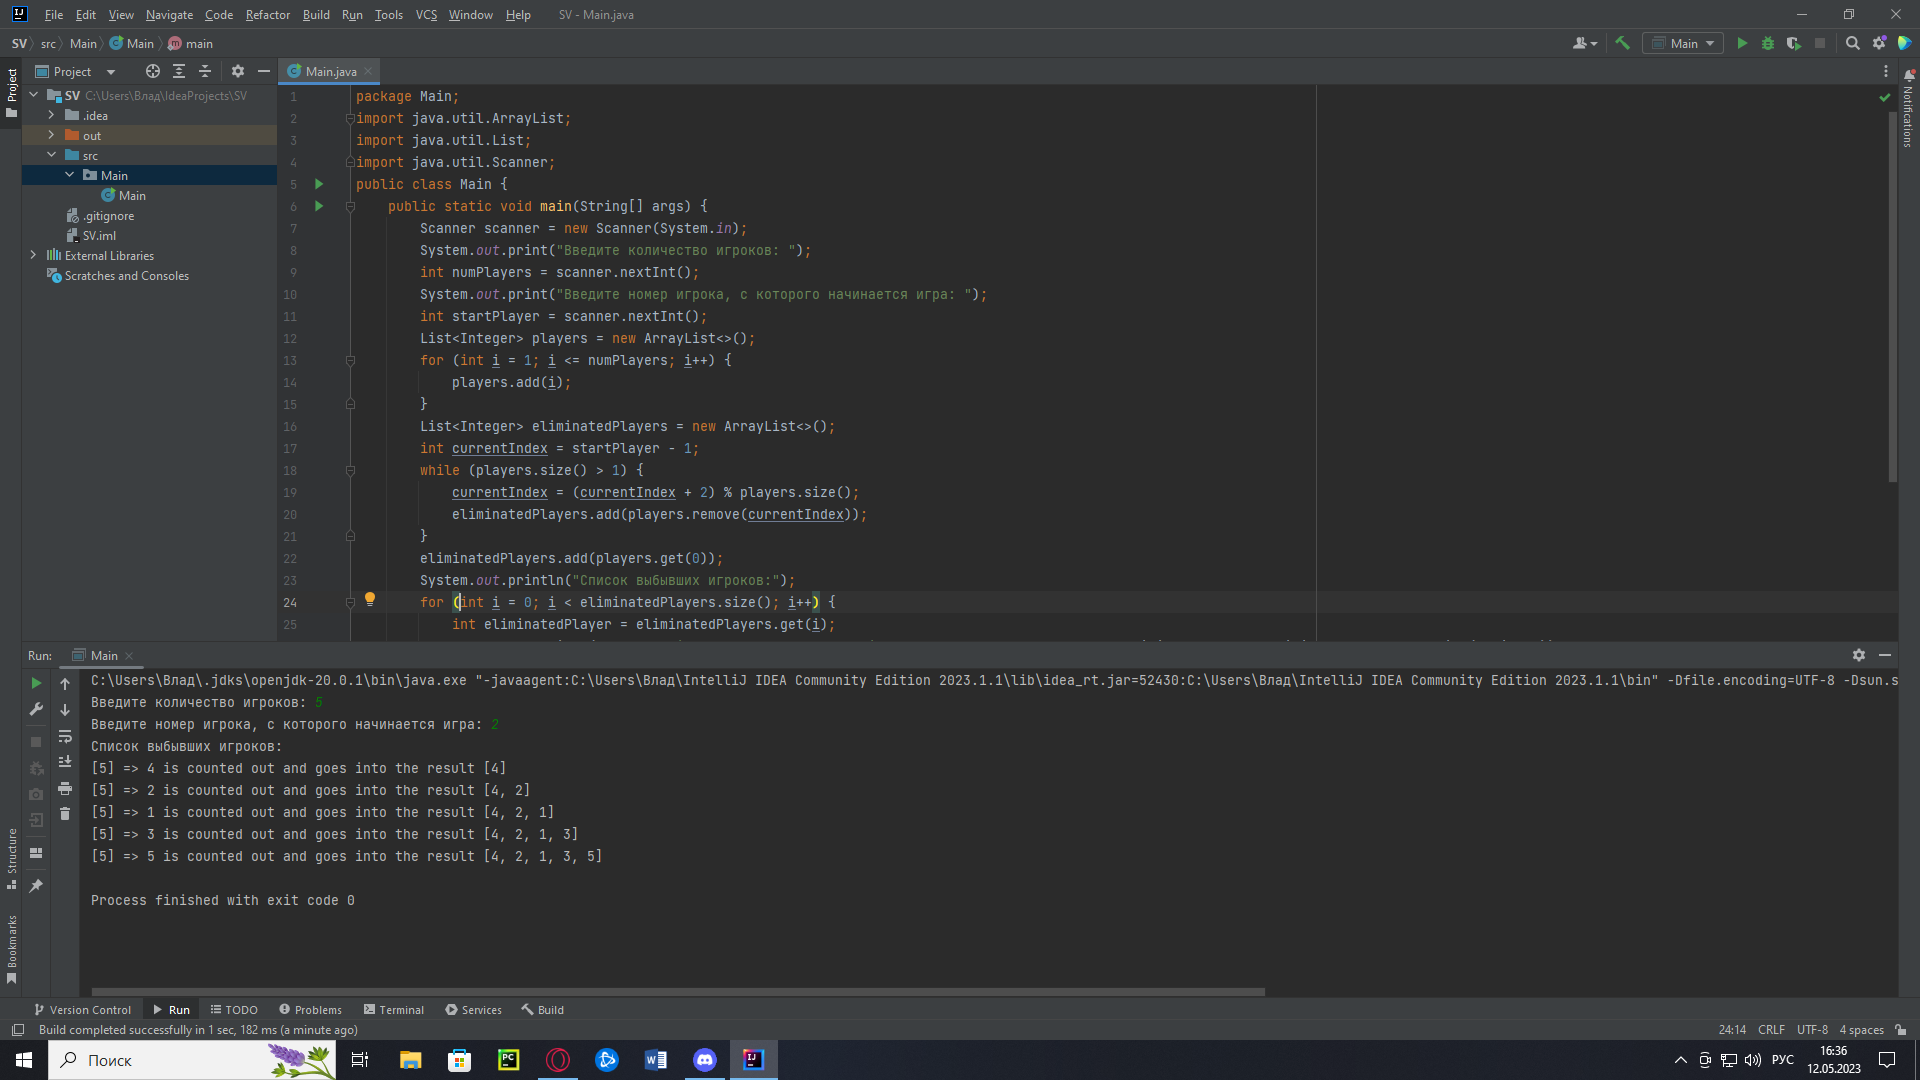 File Edit View Navigate Code Refactor Build Run Tools VCS Window Help SV - Main.java
SV src Main Main main
Main
Project
Main.java
Project
Notifications
SV C:\Users\Влад\IdeaProjects\SV
.idea
out
src
Main
Main
.gitignore
SV.iml
External Libraries
Scratches and Consoles
1 package Main;
2 import java.util.ArrayList;
3 import java.util.List;
4 import java.util.Scanner;
5 public class Main {
6 public static void main(String[] args) {
7 Scanner scanner = new Scanner(System.in);
8 System.out.print("Введите количество игроков: ");
9 int numPlayers = scanner.nextInt();
10 System.out.print("Введите номер игрока, с которого начинается игра: ");
11 int startPlayer = scanner.nextInt();
12 List<Integer> players = new ArrayList<>();
13 for (int i = 1; i <= numPlayers; i++) {
14 players.add(i);
15 }
16 List<Integer> eliminatedPlayers = new ArrayList<>();
17 int currentIndex = startPlayer - 1;
18 while (players.size() > 1) {
19 currentIndex = (currentIndex + 2) % players.size();
20 eliminatedPlayers.add(players.remove(currentIndex));
21 }
22 eliminatedPlayers.add(players.get(0));
23 System.out.println("Список выбывших игроков:");
24 for (int i = 0; i < eliminatedPlayers.size(); i++) {
25 int eliminatedPlayer = eliminatedPlayers.get(i);
Run: Main
C:\Users\Влад\.jdks\openjdk-20.0.1\bin\java.exe "-javaagent:C:\Users\Влад\IntelliJ IDEA Community Edition 2023.1.1\lib\idea_rt.jar=52430:C:\Users\Влад\IntelliJ IDEA Community Edition 2023.1.1\bin" -Dfile.encoding=UTF-8 -Dsun.s
Введите количество игроков: 5
Введите номер игрока, с которого начинается игра: 2
Список выбывших игроков:
[5] => 4 is counted out and goes into the result [4]
[5] => 2 is counted out and goes into the result [4, 2]
[5] => 1 is counted out and goes into the result [4, 2, 1]
[5] => 3 is counted out and goes into the result [4, 2, 1, 3]
[5] => 5 is counted out and goes into the result [4, 2, 1, 3, 5]
Process finished with exit code 0
Structure
Bookmarks
Version Control Run TODO Problems Terminal Services Build
Build completed successfully in 1 sec, 182 ms (a minute ago)
24:14 CRLF UTF-8 4 spaces
Поиск
РУС
16:36
12.05.2023